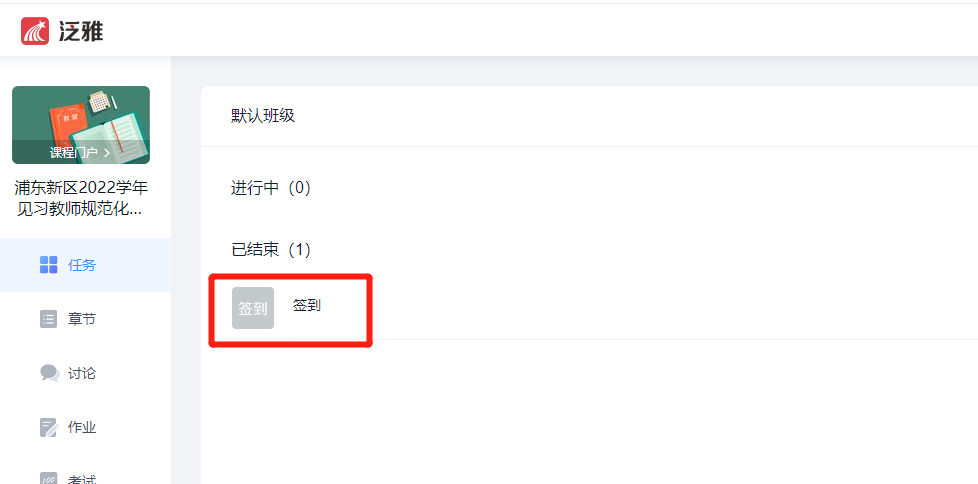 泛雅
默认班级
教案
课程门户 >
浦东新区2022学年
见习教师规范化...
进行中（0）
已结束（1）
签到 签到
任务
章节
讨论
作业
100 考试